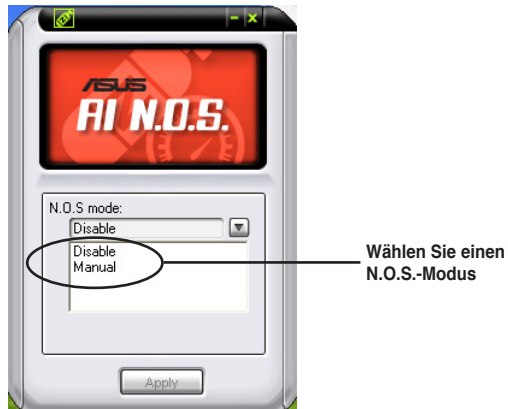 ASUS
AI N.O.S.
N.O.S mode:
Disable
Disable
Manual
Wählen Sie einen
N.O.S.-Modus
Apply